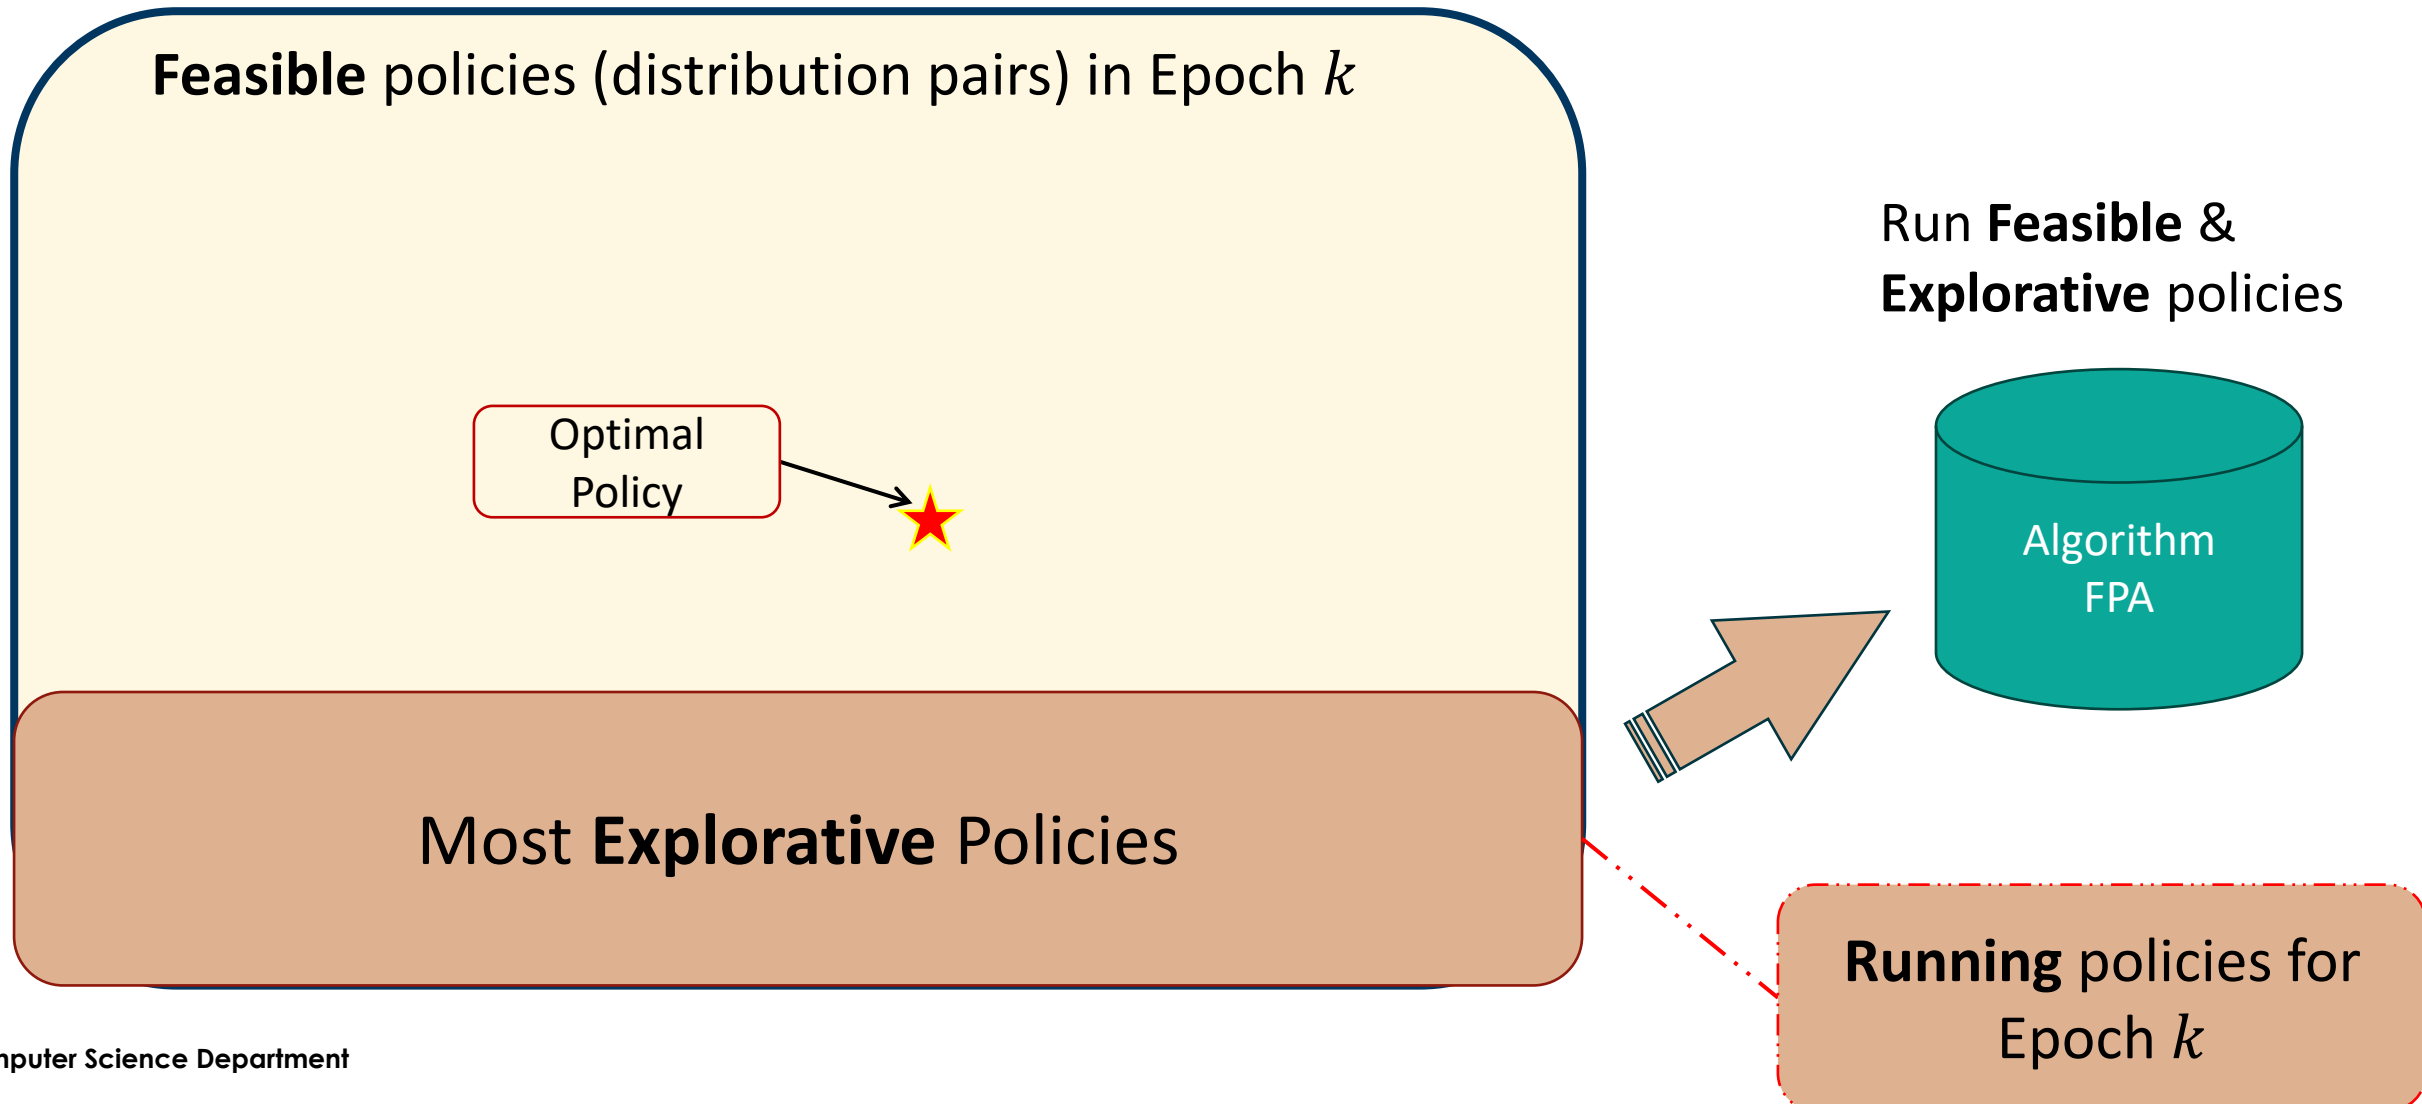 Feasible policies (distribution pairs) in Epoch k
Run Feasible &
Explorative policies
Optimal
Policy
Algorithm
FPA
Most Explorative Policies
Running policies for
Epoch k
Science Department